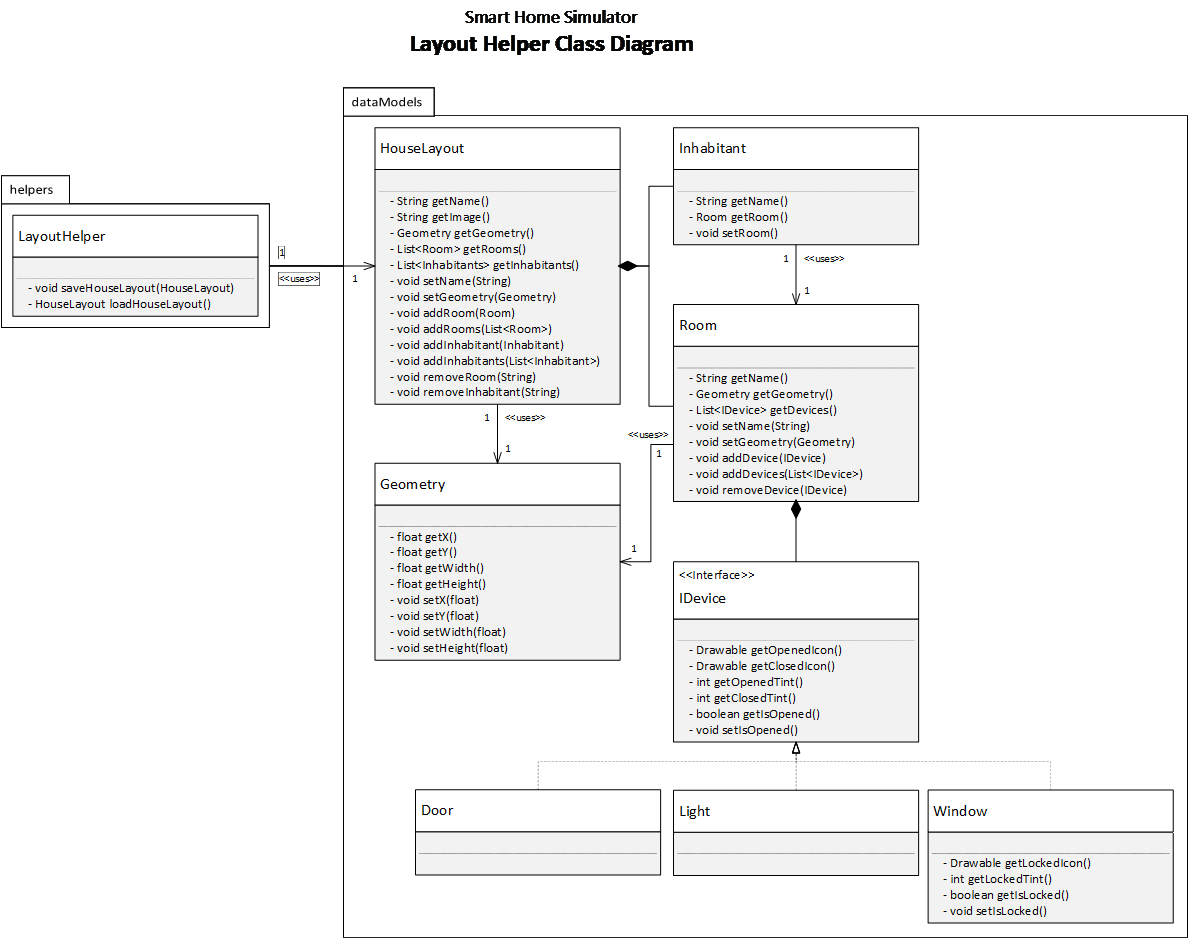 Smart Home Simulator
Layout Helper Class Diagram
dataModels
helpers
LayoutHelper
- void saveHouseLayout(HouseLayout)
- HouseLayout loadHouseLayout()
1
<<uses>>
1
HouseLayout
- String getName()
- String getImage()
- Geometry getGeometry()
- List<Room> getRooms()
- List<Inhabitants> getInhabitants()
- void setName(String)
- void setGeometry(Geometry)
- void addRoom(Room)
- void addRooms(List<Room>)
- void addInhabitant(Inhabitant)
- void addInhabitants(List<Inhabitant>)
- void removeRoom(String)
- void removeInhabitant(String)
Inhabitant
- String getName()
- Room getRoom()
- void setRoom()
1 <<uses>>
1
Room
- String getName()
- Geometry getGeometry()
- List<IDevice> getDevices()
- void setName(String)
- void setGeometry(Geometry)
- void addDevice(IDevice)
- void addDevices(List<IDevice>)
- void removeDevice(IDevice)
1 <<uses>>
1
<<uses>>
1
1
Geometry
- float getX()
- float getY()
- float getWidth()
- float getHeight()
- void setX(float)
- void setY(float)
- void setWidth(float)
- void setHeight(float)
<<Interface>>
IDevice
- Drawable getOpenedIcon()
- Drawable getClosedIcon()
- int getOpenedTint()
- int getClosedTint()
- boolean getIsOpened()
- void setIsOpened()
Door
Light
Window
- Drawable getLockedIcon()
- int getLockedTint()
- boolean getIsLocked()
- void setIsLocked()